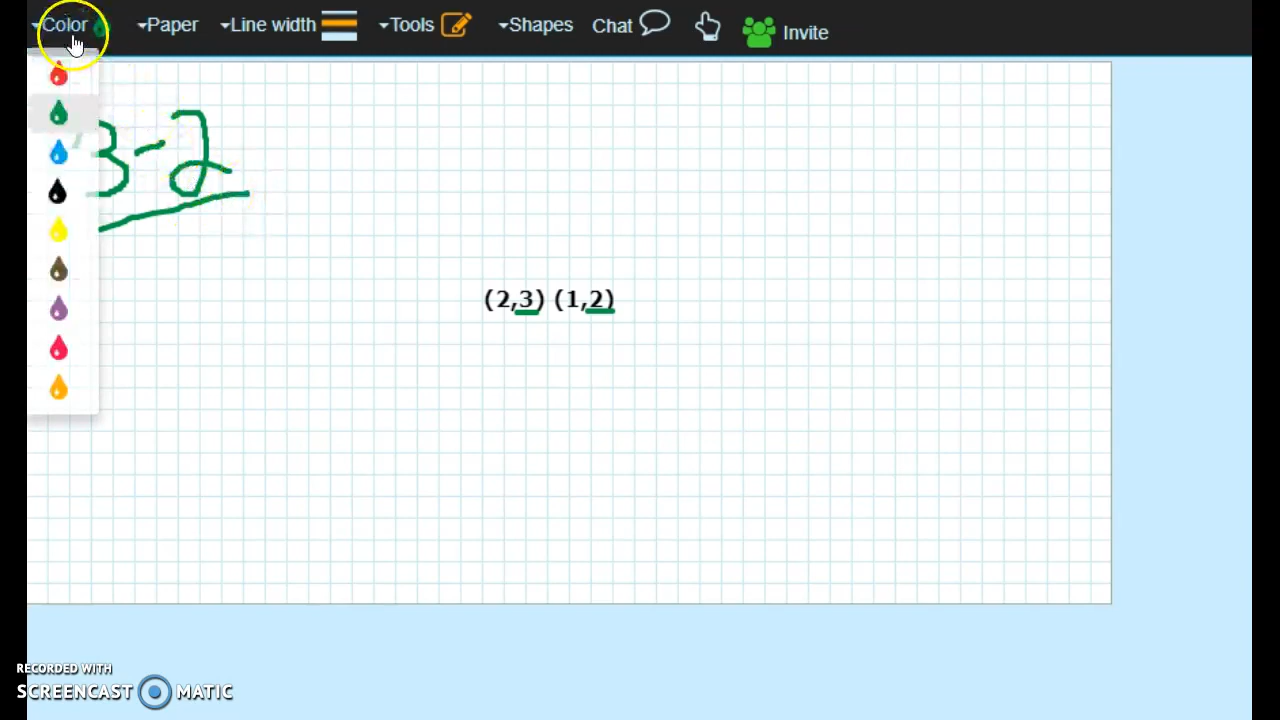 Color Paper Line width Tools Shapes Chat Invite
3-2
(2,3) (1,2)
RECORDED WITH
SCREENCAST MATIC